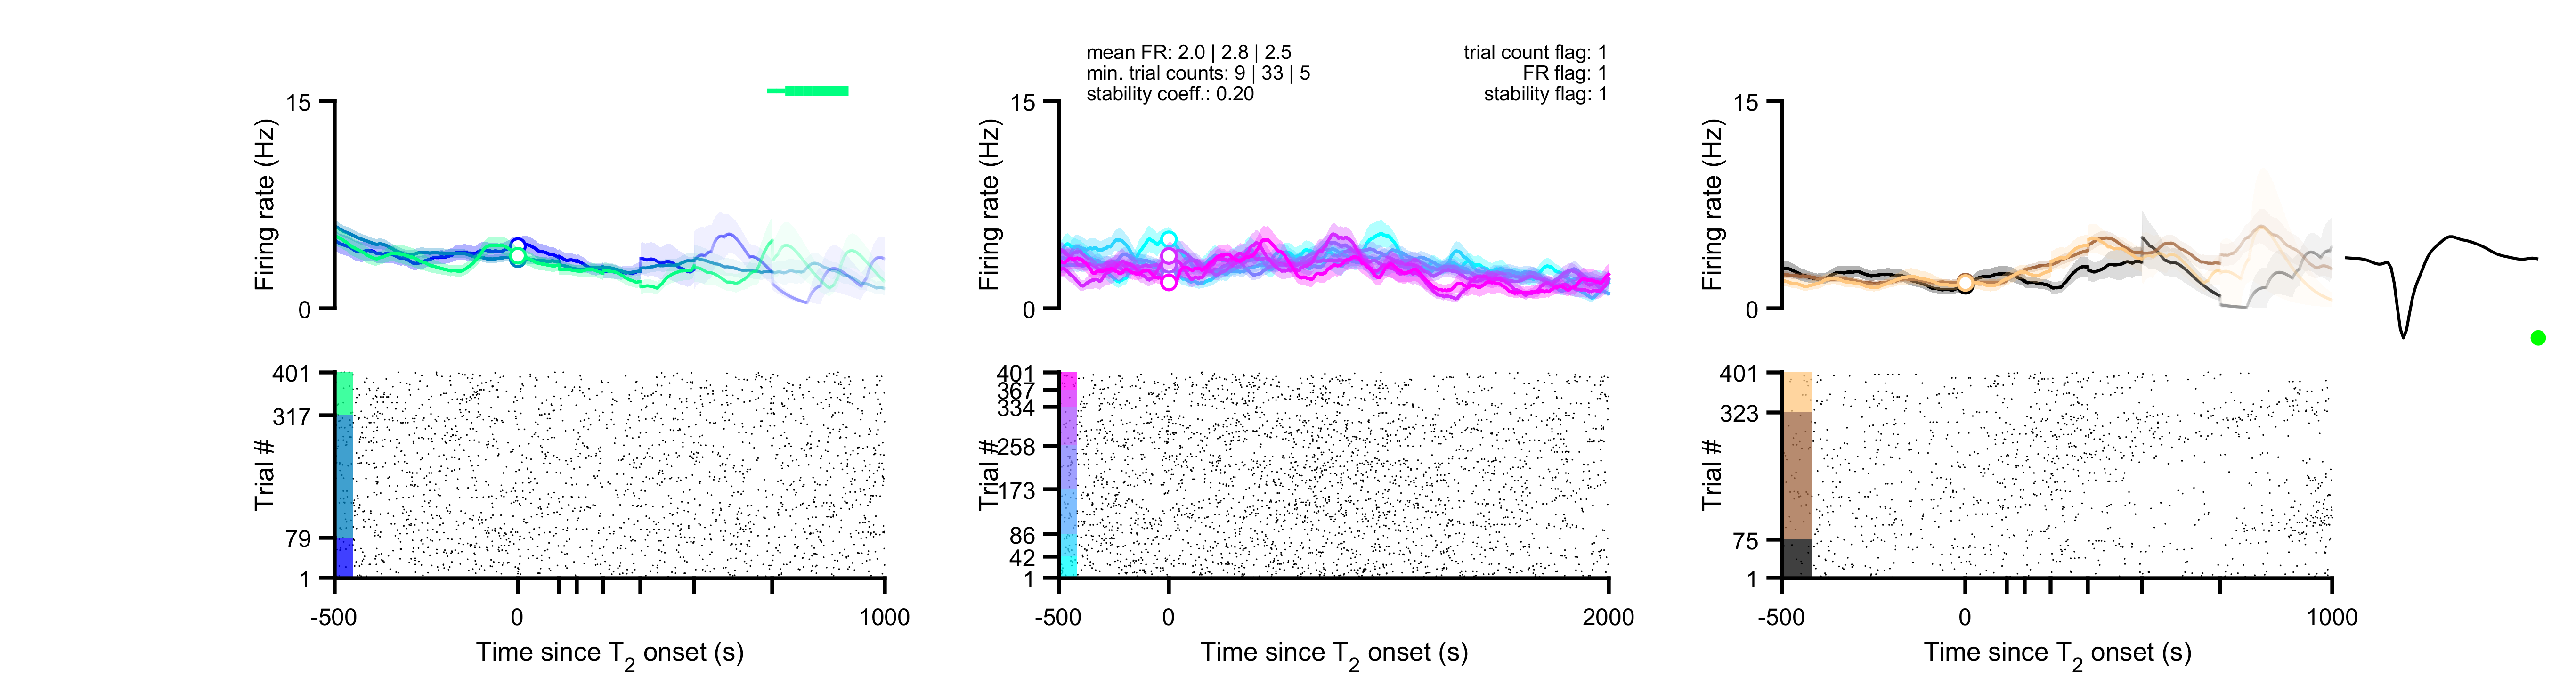 mean FR: 2.0 | 2.8 | 2.5
min. trial counts: 9 | 33 | 5
stability coeff.: 0.20
trial count flag: 1
FR flag: 1
stability flag: 1
15
0
Firing rate (Hz)
401
317
79
1
Trial #
-500
0
1000
Time since T2 onset (s)
15
0
Firing rate (Hz)
401
367
334
258
173
86
42
1
Trial #
-500
0
2000
Time since T2 onset (s)
15
0
Firing rate (Hz)
401
323
75
1
Trial #
-500
0
1000
Time since T2 onset (s)